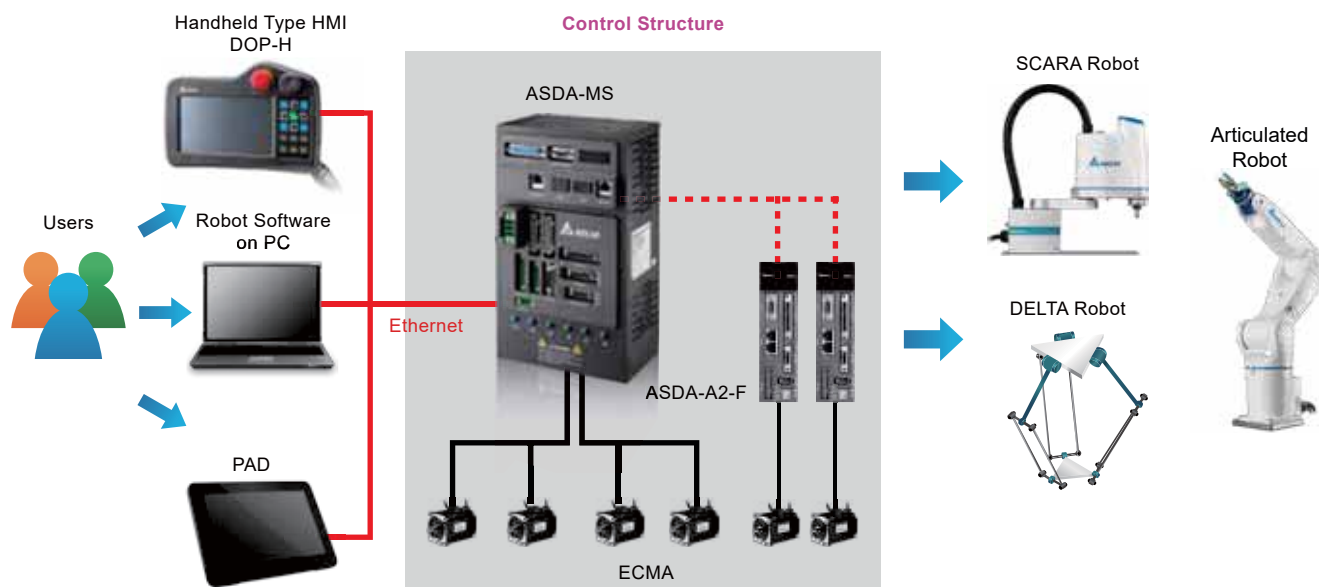 Control Structure
Handheld Type HMI
DOP-H
ASDA-MS
SCARA Robot
Articulated
Robot
Users
Robot Software
on PC
Ethernet
DELTA Robot
ASDA-A2-F
PAD
ECMA